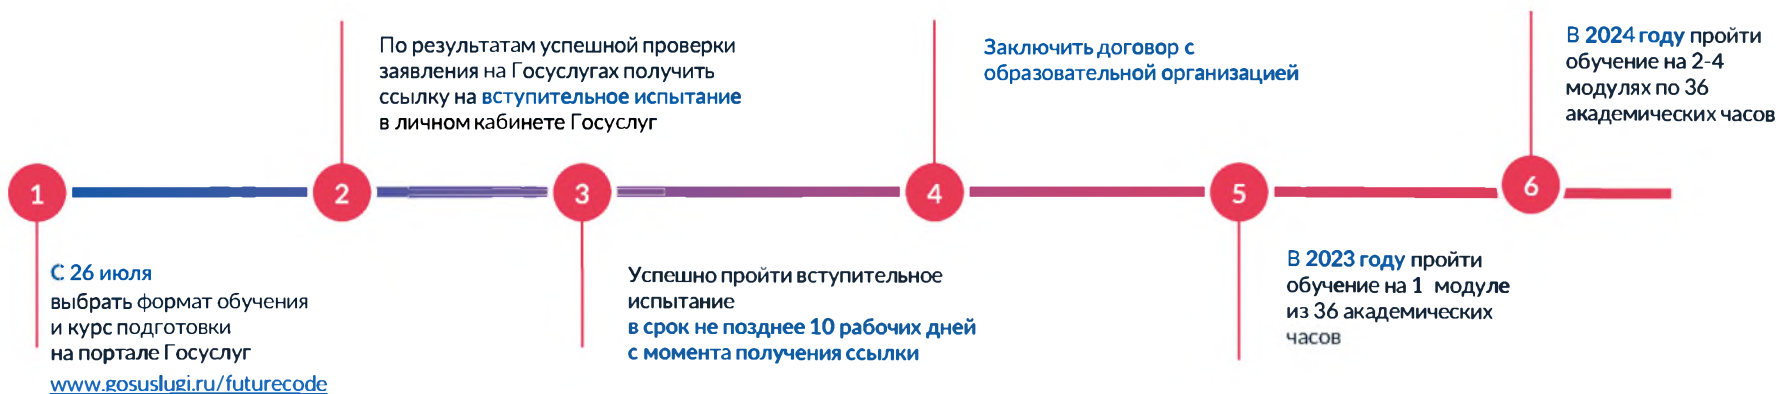 1
С 26 июля
выбрать формат обучения
и курс подготовки
на портале Госуслуг
www.gosuslugi.ru/futurecode
2
По результатам успешной проверки
заявления на Госуслугах получить
ссылку на вступительное испытание
в личном кабинете Госуслуг
3
Успешно пройти вступительное
испытание
в срок не позднее 10 рабочих дней
с момента получения ссылки
4
Заключить договор с
образовательной организацией
5
В 2023 году пройти
обучение на 1 модуле
из 36 академических
часов
6
В 2024 году пройти
обучение на 2-4
модулях по 36
академических часов